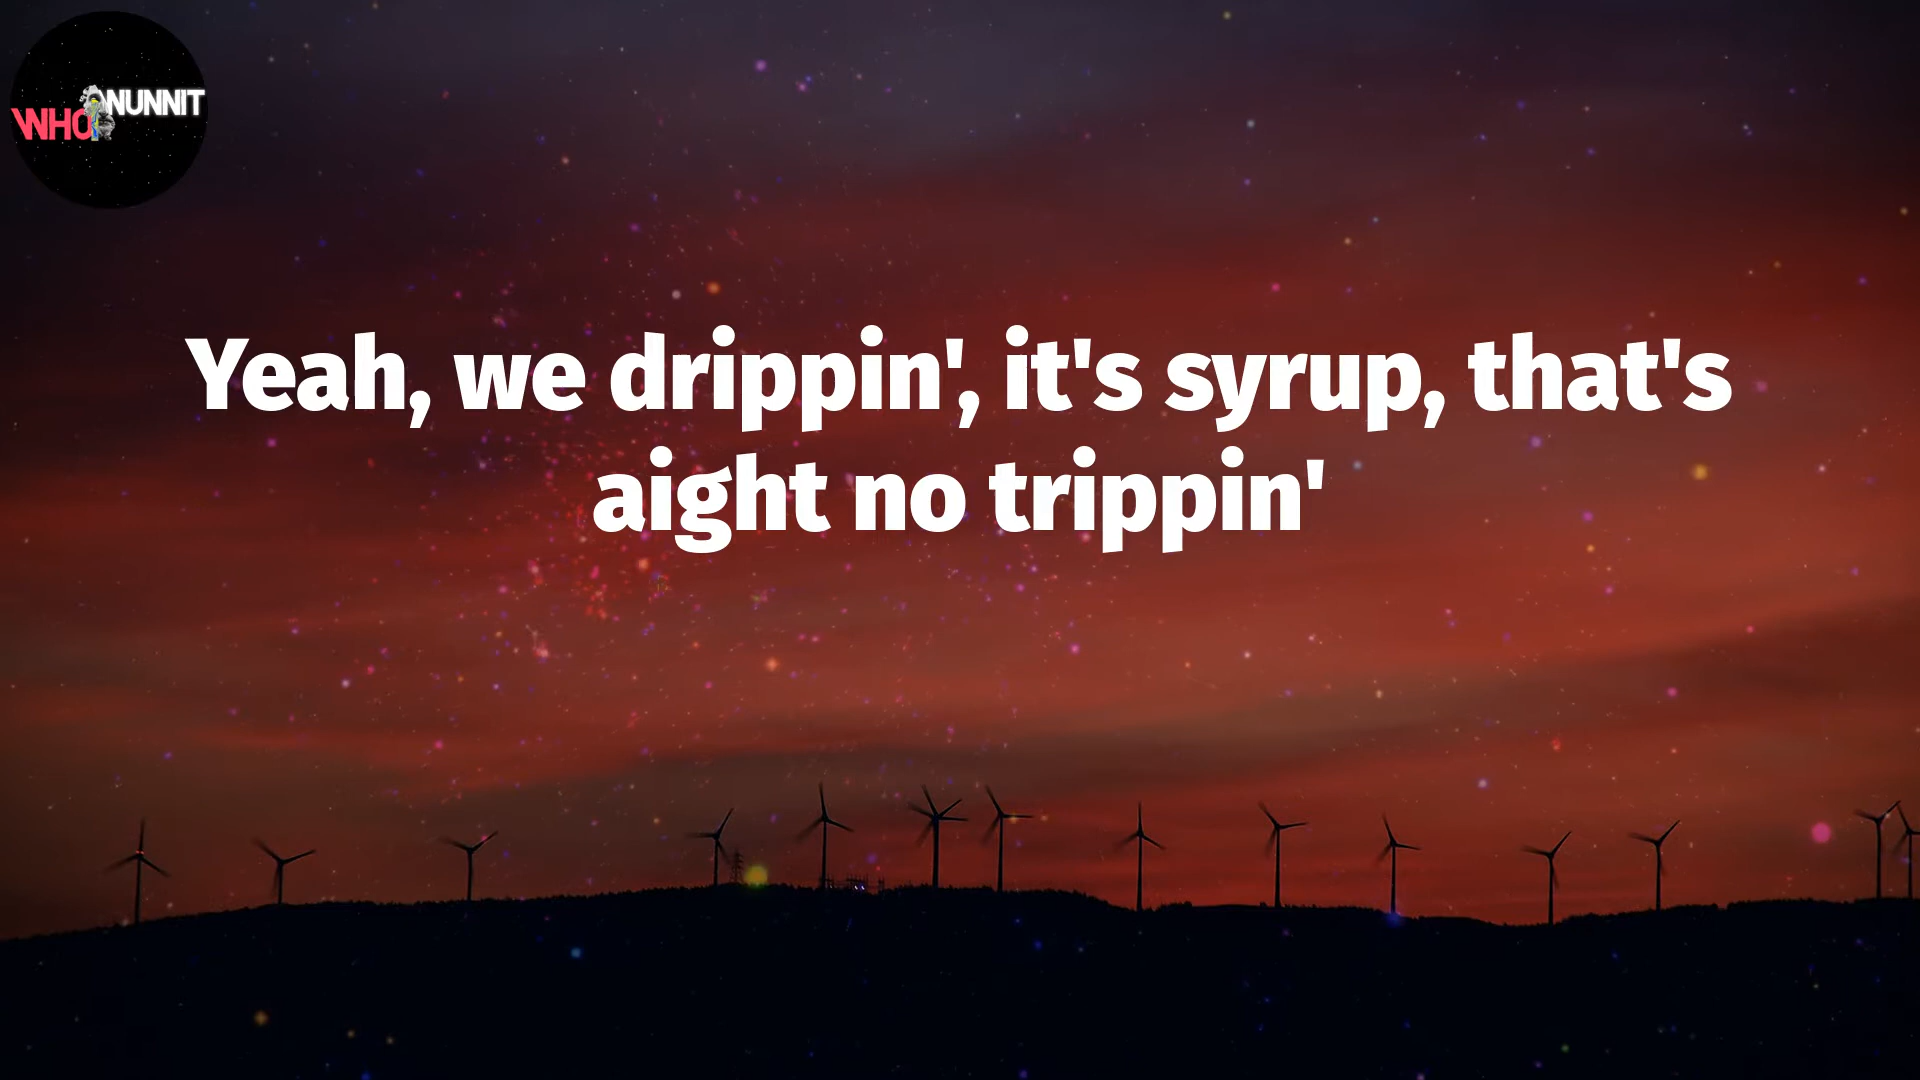 WHO NUNNIT
Yeah, we drippin', it's syrup, that's
aight no trippin'